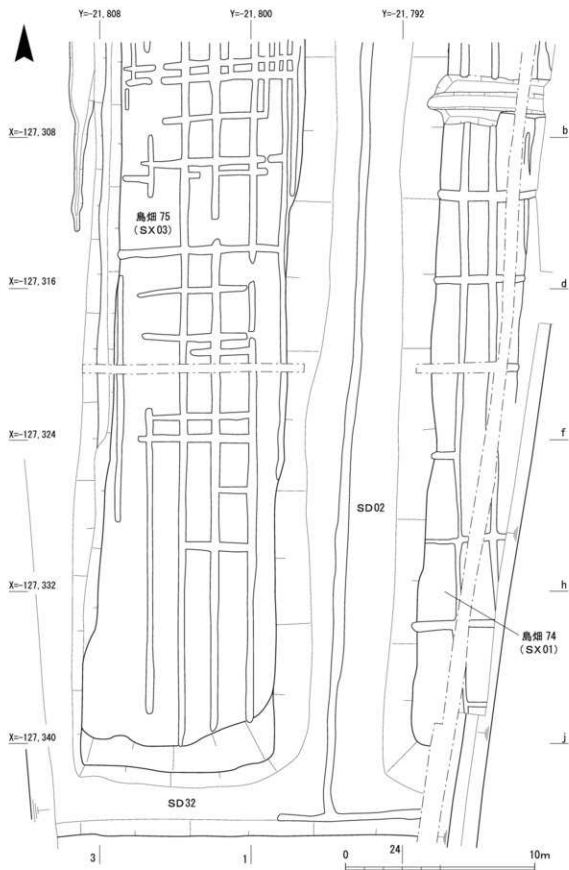 Y=-21,808
Y=-21,800
Y=-21,792
X=-127,308
b
島畑 75
(SX03)
X=-127,316
d
X=-127,324
f
SD02
X=-127,332
h
島畑 74
(SX01)
X=-127,340
j
SD32
3
1
24
0
10m